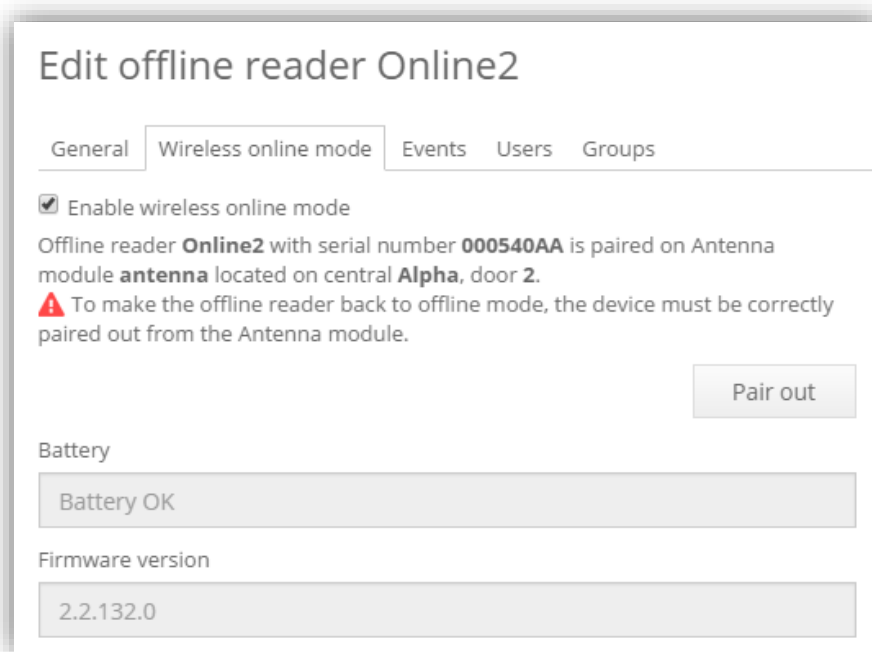 Edit offline reader Online2
General Wireless online mode Events Users Groups
Enable wireless online mode
Offline reader Online2 with serial number 000540AA is paired on Antenna
module antenna located on central Alpha, door 2.
To make the offline reader back to offline mode, the device must be correctly
paired out from the Antenna module.
Pair out
Battery
Battery OK
Firmware version
2.2.132.0